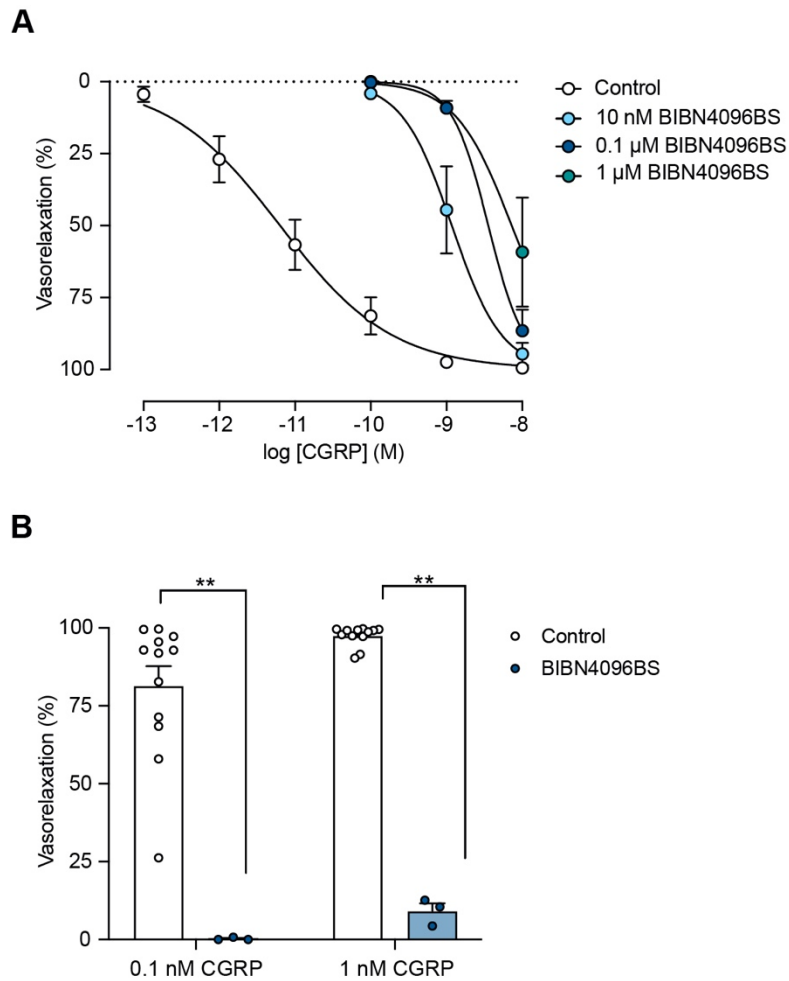 A
0
25
50
75
100
Vasorelaxation (%)
-13 -12 -11 -10 -9 -8
log [CGRP] (M)
Control
10 nM BIBN4096BS
0.1 µM BIBN4096BS
1 µM BIBN4096BS
B
** **
100
75
50
25
0
Vasorelaxation (%)
0.1 nM CGRP 1 nM CGRP
Control
BIBN4096BS